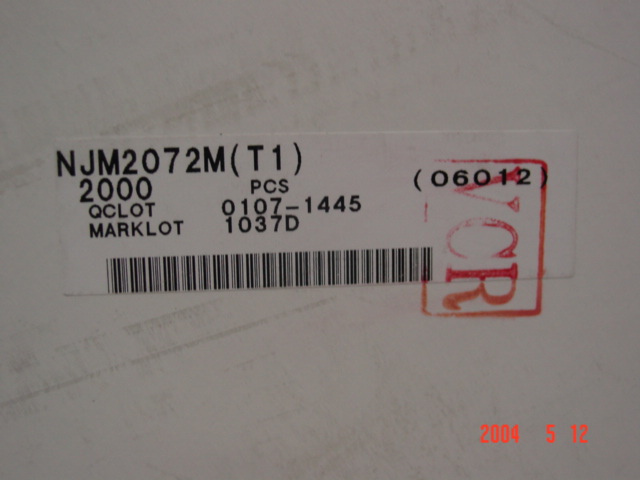 NJM2072M(T1)
2000 PCS (06012)
QCLOT 0107-1445
MARKLOT 1037D
VCR
2004 5 12